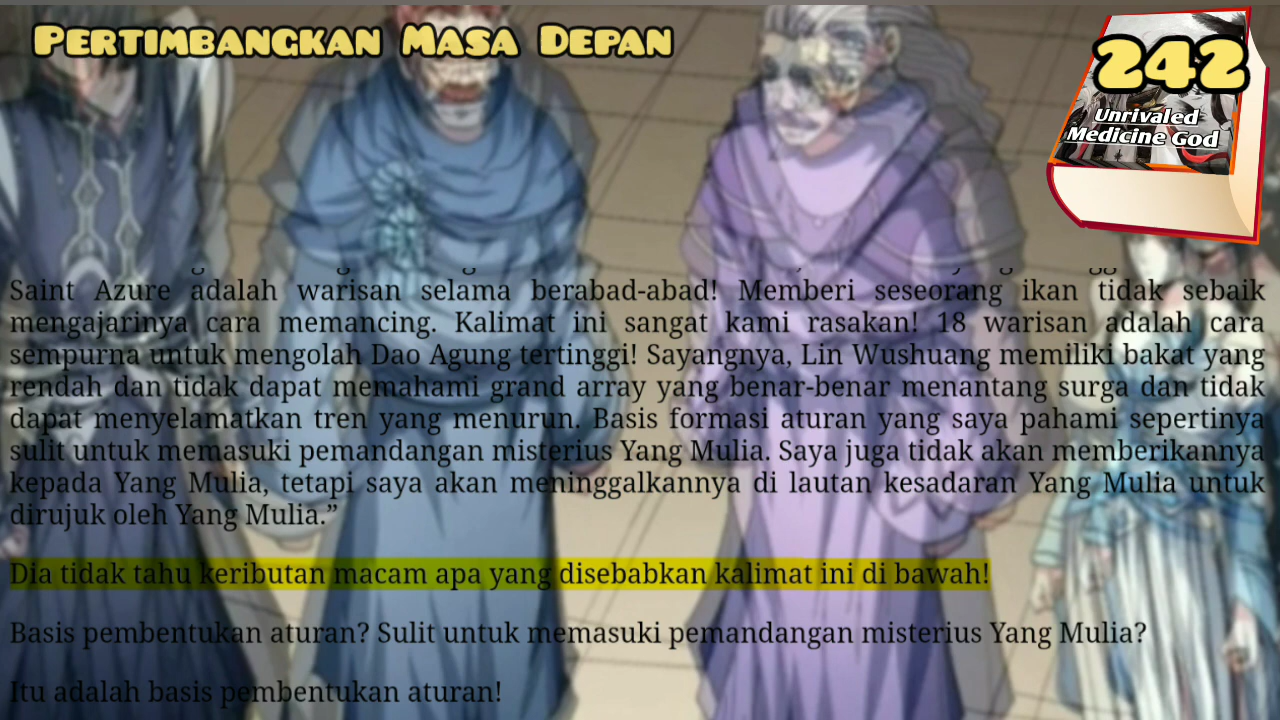 Pertimbangkan Masa Depan
242
Unrivaled
Medicine God
Saint Azure adalah warisan selama berabad-abad! Memberi seseorang ikan tidak sebaik
mengajarinya cara memancing. Kalimat ini sangat kami rasakan! 18 warisan adalah cara
sempurna untuk mengolah Dao Agung tertinggi! Sayangnya, Lin Wushuang memiliki bakat yang
rendah dan tidak dapat memahami grand array yang benar-benar menantang surga dan tidak
dapat menyelamatkan tren yang menurun. Basis formasi aturan yang saya pahami sepertinya
sulit untuk memasuki pemandangan misterius Yang Mulia. Saya juga tidak akan memberikannya
kepada Yang Mulia, tetapi saya akan meninggalkannya di lautan kesadaran Yang Mulia untuk
dirujuk oleh Yang Mulia.”
Dia tidak tahu keributan macam apa yang disebabkan kalimat ini di bawah!
Basis pembentukan aturan? Sulit untuk memasuki pemandangan misterius Yang Mulia?
Itu adalah basis pembentukan aturan!